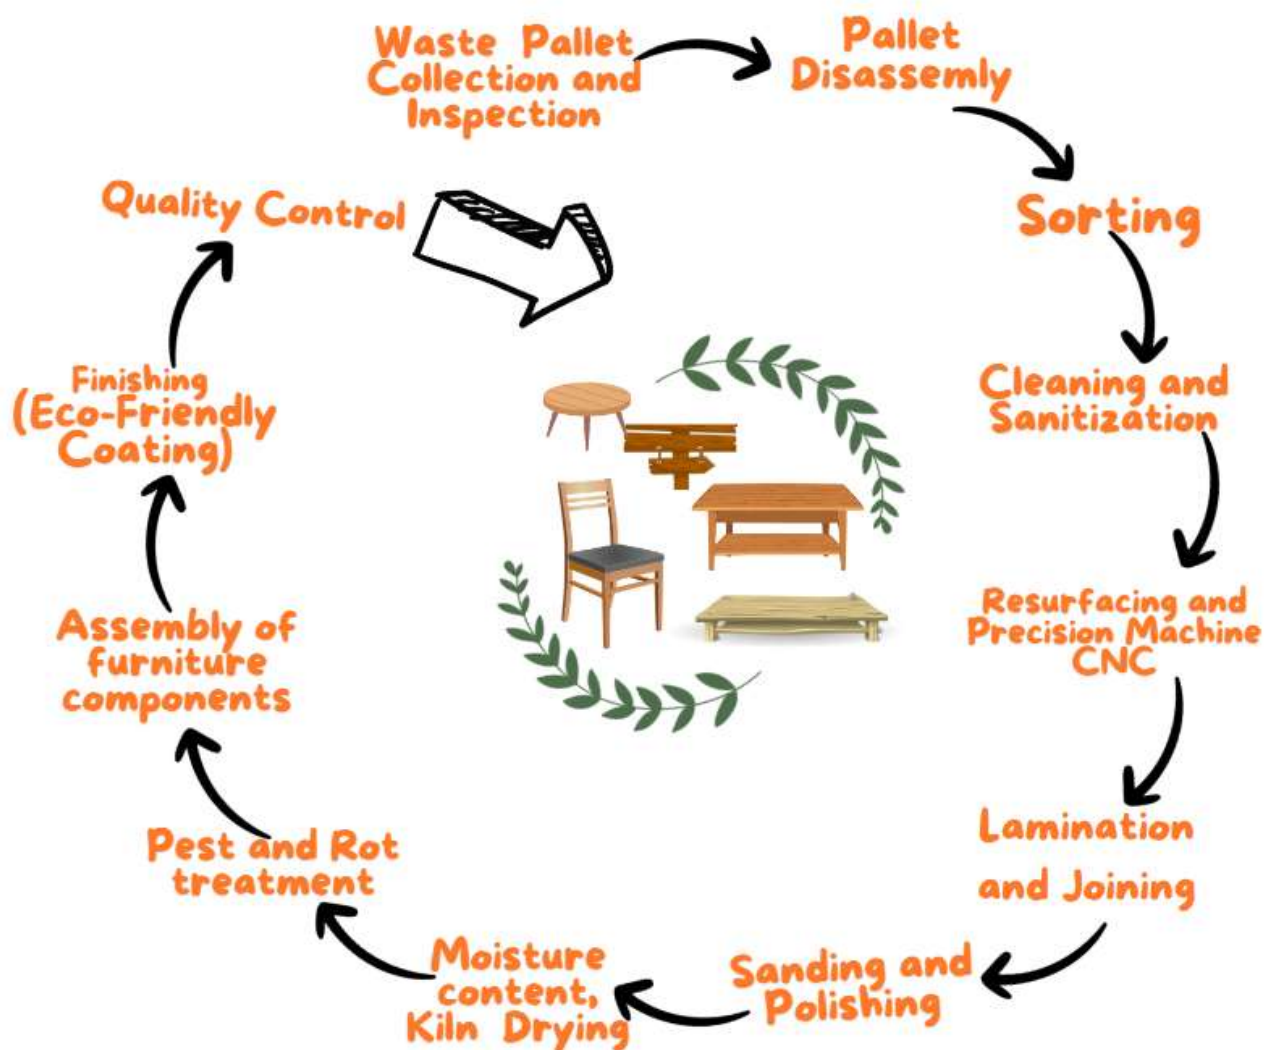 Waste Pallet
Collection and
Inspection
Pallet
Disassemly
Sorting
Cleaning and
Sanitization
Resurfacing and
Precision Machine
CNC
Lamination
and Joining
Sanding and
Polishing
Moisture
content,
Kiln Drying
Pest and Rot
treatment
Assembly of
furniture
components
Finishing
(Eco-Friendly
Coating)
Quality Control